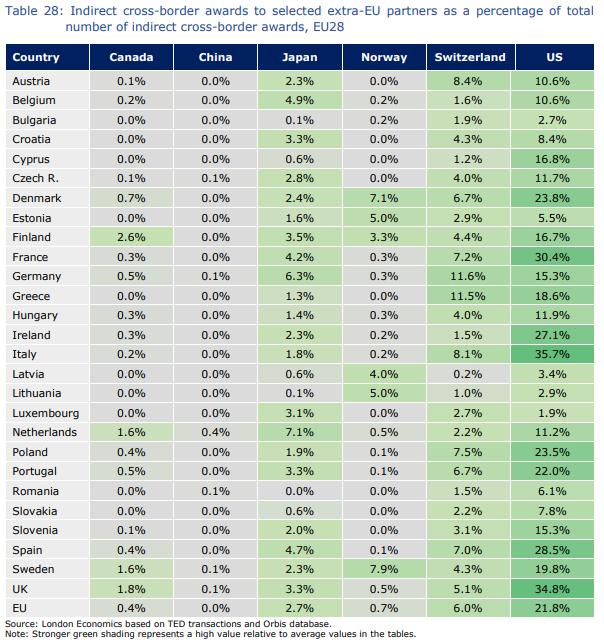 Table 28: Indirect cross-border awards to selected extra-EU partners as a percentage of total
number of indirect cross-border awards, EU28
Country Canada China Japan Norway Switzerland US
Austria 0.1% 0.0% 2.3% 0.0% 8.4% 10.6%
Belgium 0.2% 0.0% 4.9% 0.2% 1.6% 10.6%
Bulgaria 0.0% 0.0% 0.1% 0.2% 1.9% 2.7%
Croatia 0.0% 0.0% 3.3% 0.0% 4.3% 8.4%
Cyprus 0.0% 0.0% 0.6% 0.0% 1.2% 16.8%
Czech R. 0.1% 0.1% 2.8% 0.0% 4.0% 11.7%
Denmark 0.7% 0.0% 2.4% 7.1% 6.7% 23.8%
Estonia 0.0% 0.0% 1.6% 5.0% 2.9% 5.5%
Finland 2.6% 0.0% 3.5% 3.3% 4.4% 16.7%
France 0.3% 0.0% 4.2% 0.3% 7.2% 30.4%
Germany 0.5% 0.1% 6.3% 0.3% 11.6% 15.3%
Greece 0.0% 0.0% 1.3% 0.0% 11.5% 18.6%
Hungary 0.3% 0.0% 1.4% 0.3% 4.0% 11.9%
Ireland 0.3% 0.0% 2.3% 0.2% 1.5% 27.1%
Italy 0.2% 0.0% 1.8% 0.2% 8.1% 35.7%
Latvia 0.0% 0.0% 0.6% 4.0% 0.2% 3.4%
Lithuania 0.0% 0.0% 0.1% 5.0% 1.0% 2.9%
Luxembourg 0.0% 0.0% 3.1% 0.0% 2.7% 1.9%
Netherlands 1.6% 0.4% 7.1% 0.5% 2.2% 11.2%
Poland 0.4% 0.0% 1.9% 0.1% 7.5% 23.5%
Portugal 0.5% 0.0% 3.3% 0.1% 6.7% 22.0%
Romania 0.0% 0.1% 0.0% 0.0% 1.5% 6.1%
Slovakia 0.0% 0.0% 0.6% 0.0% 2.2% 7.8%
Slovenia 0.1% 0.0% 2.0% 0.0% 3.1% 15.3%
Spain 0.4% 0.0% 4.7% 0.1% 7.0% 28.5%
Sweden 1.6% 0.1% 2.3% 7.9% 4.3% 19.8%
UK 1.8% 0.1% 3.3% 0.5% 5.1% 34.8%
EU 0.4% 0.0% 2.7% 0.7% 6.0% 21.8%
Source: London Economics based on TED transactions and Orbis database.
Note: Stronger green shading represents a high value relative to average values in the tables.